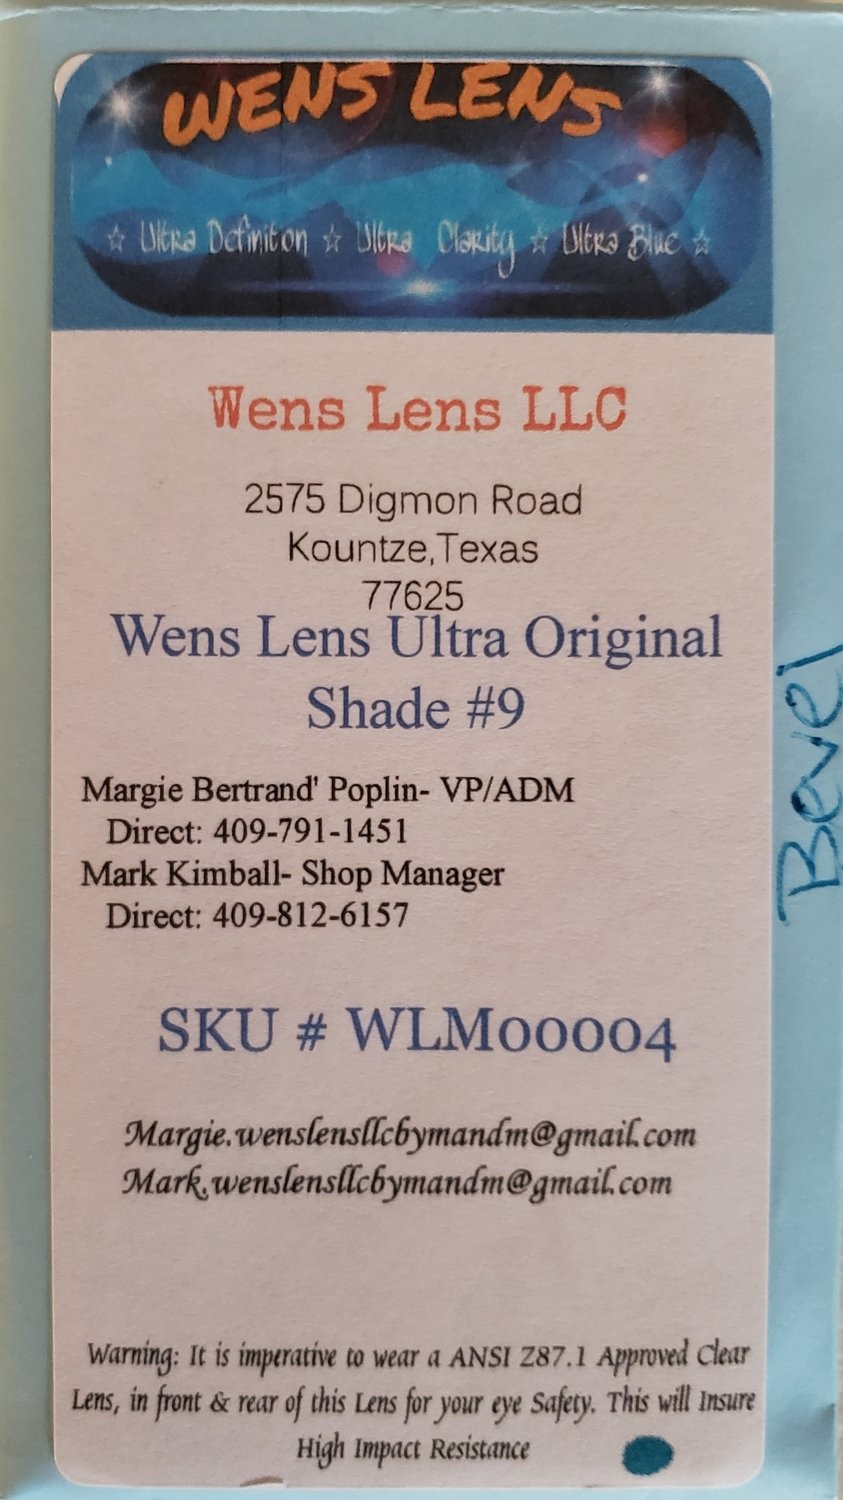 WENS LENS
☆ Ultra Definiton ☆ Ultra Clarity ☆ Ultra Blue ☆
Wens Lens LLC
2575 Digmon Road
Kountze,Texas
77625
Wens Lens Ultra Original
Shade #9
Margie Bertrand' Poplin- VP/ADM
Direct: 409-791-1451
Mark Kimball- Shop Manager
Direct: 409-812-6157
SKU # WLM00004
Margie.wenslensllcbymandm@gmail.com
Mark.wenslensllcbymandm@gmail.com
Warning: It is imperative to wear a ANSI Z87.1 Approved Clear
Lens, in front & rear of this Lens for your eye Safety. This will Insure
High Impact Resistance
Bevel